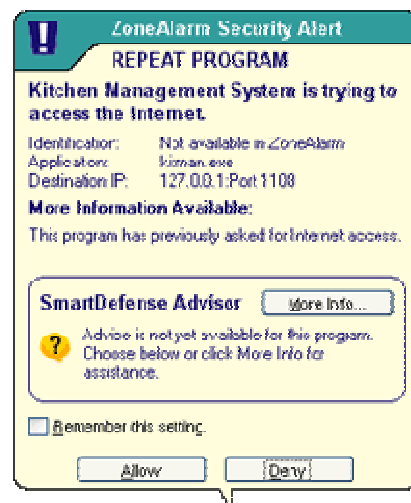 ZoneAlarm Security Alert
REPEAT PROGRAM
Kitchen Management System is trying to
access the Internet.
Identification: Not available in ZoneAlarm
Application: kitman.exe
Destination IP: 127.0.0.1:Port 1108
More Information Available:
This program has previously asked for Internet access.
SmartDefense Advisor
More Info...
Advice is not yet available for this program.
Choose below or click More Info for
assistance.
Remember this setting.
Allow
Deny